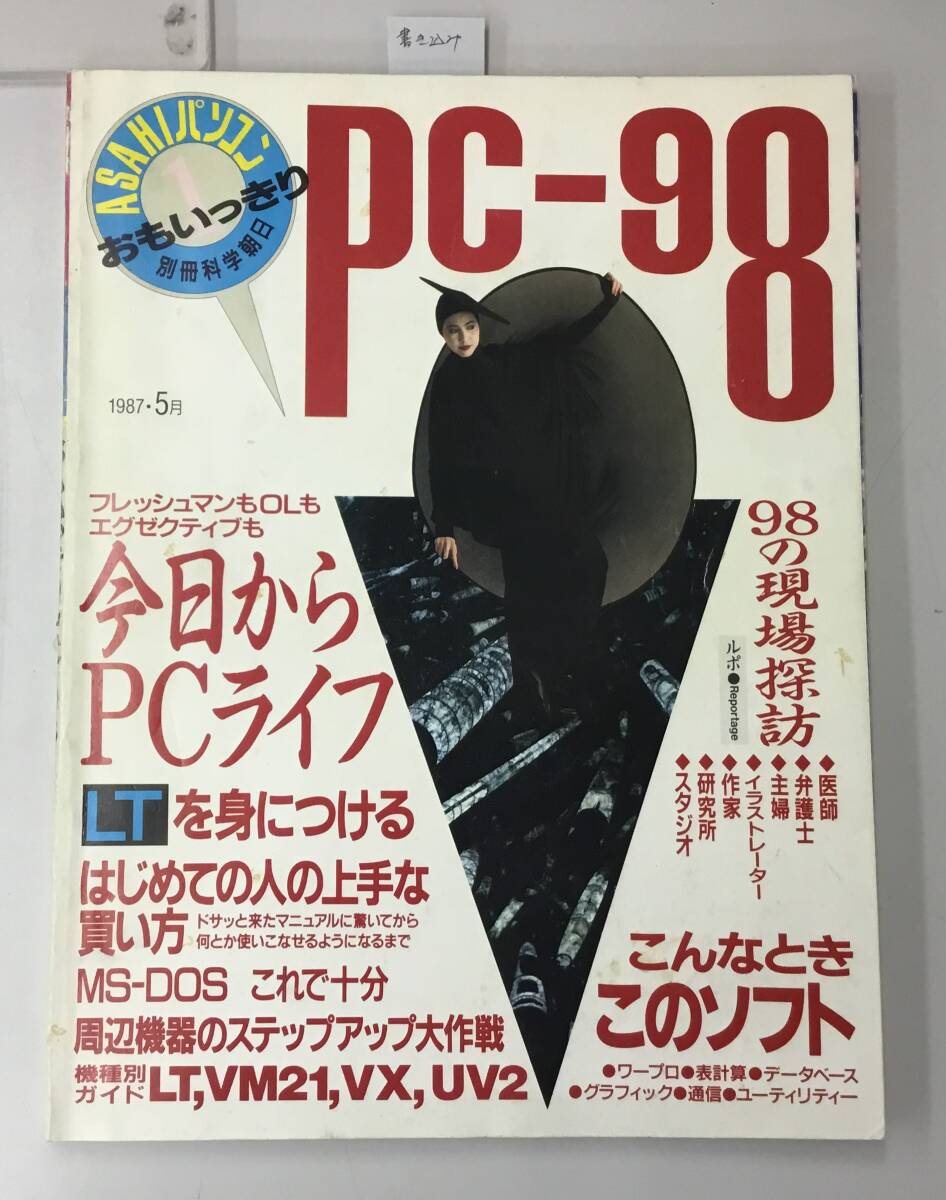 書き込み
ASAHIパソコン
1
おもいっきり
別冊科学朝日
PC-98
1987・5月
フレッシュマンもOLも
エグゼクティブも
今日から
PCライフ
LTを身につける
はじめての人の上手な
買い方
ドサッと来たマニュアルに驚いてから
何とか使いこなせるようになるまで
MS-DOS これで十分
周辺機器のステップアップ大作戦
機種別
ガイド
LT,VM21,VX,UV2
98の現場探訪
ルポ●Reportage
◆医師
◆弁護士
◆主婦
◆イラストレーター
◆作家
◆研究所
◆スタジオ
こんなとき
このソフト
●ワープロ●表計算●データベース
●グラフィック●通信●ユーティリティー